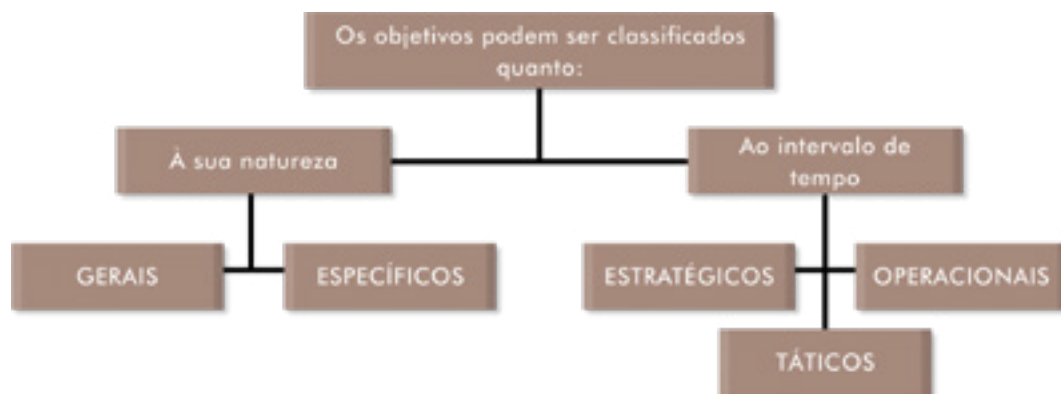 Os objetivos podem ser classificados
quanto:
À sua natureza
Ao intervalo de
tempo
GERAIS
ESPECÍFICOS
ESTRATÉGICOS
OPERACIONAIS
TÁTICOS